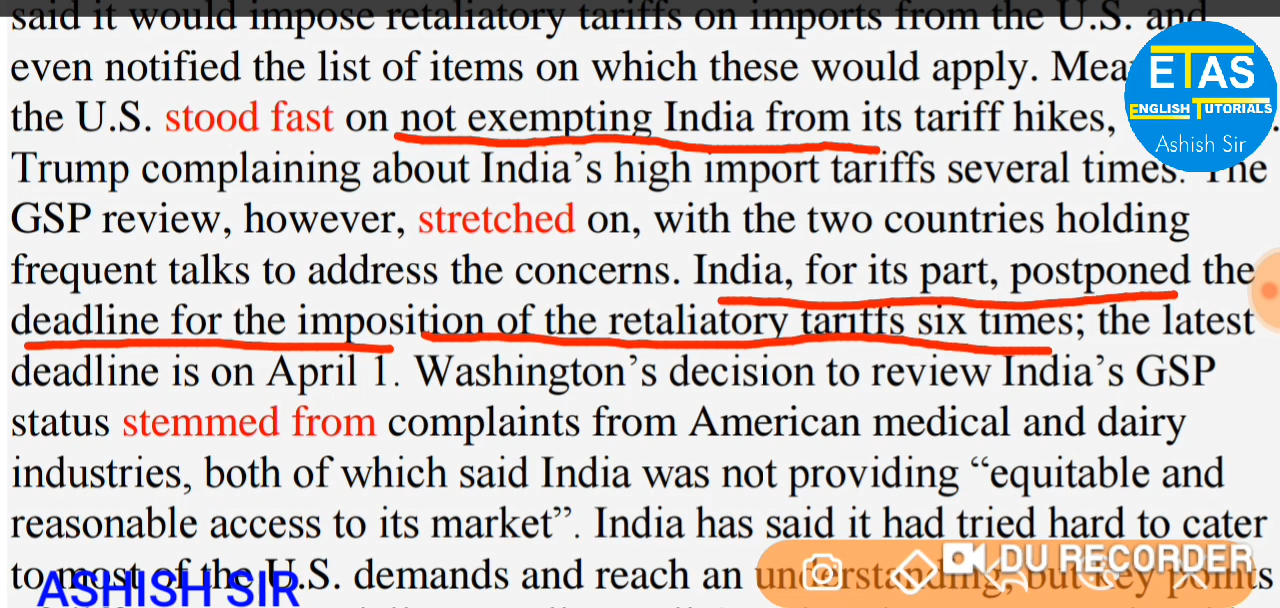 said it would impose retaliatory tariffs on imports from the U.S. and
even notified the list of items on which these would apply.
the U.S. stood fast on not exempting India from its tariff hikes,
Trump complaining about India’s high import tariffs several times. The
GSP review, however, stretched on, with the two countries holding
frequent talks to address the concerns. India, for its part, postponed the
deadline for the imposition of the retaliatory tariffs six times; the latest
deadline is on April 1. Washington’s decision to review India’s GSP
status stemmed from complaints from American medical and dairy
industries, both of which said India was not providing “equitable and
reasonable access to its market”. India has said it had tried hard to cater
to most of the U.S. demands and reach an understanding, but key points
ETAS
ENGLISH TUTORIALS
Ashish Sir
DU RECORDER
ASHISH SIR